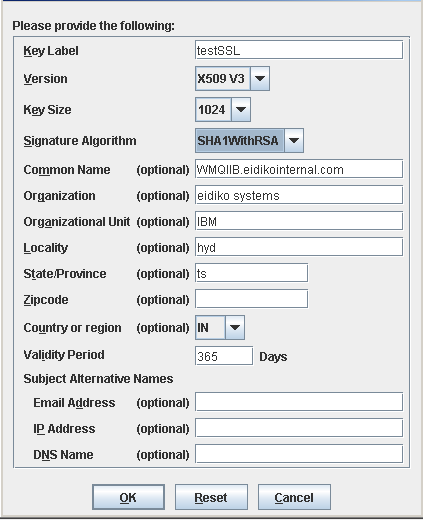 Please provide the following:
Key Label testSSL
Version X509 V3
Key Size 1024
Signature Algorithm SHA1WithRSA
Common Name (optional) WMQIIB.eidikointernal.com
Organization (optional) eidiko systems
Organizational Unit (optional) IBM
Locality (optional) hyd
State/Province (optional) ts
Zipcode (optional)
Country or region (optional) IN
Validity Period 365 Days
Subject Alternative Names
Email Address (optional)
IP Address (optional)
DNS Name (optional)
OK Reset Cancel